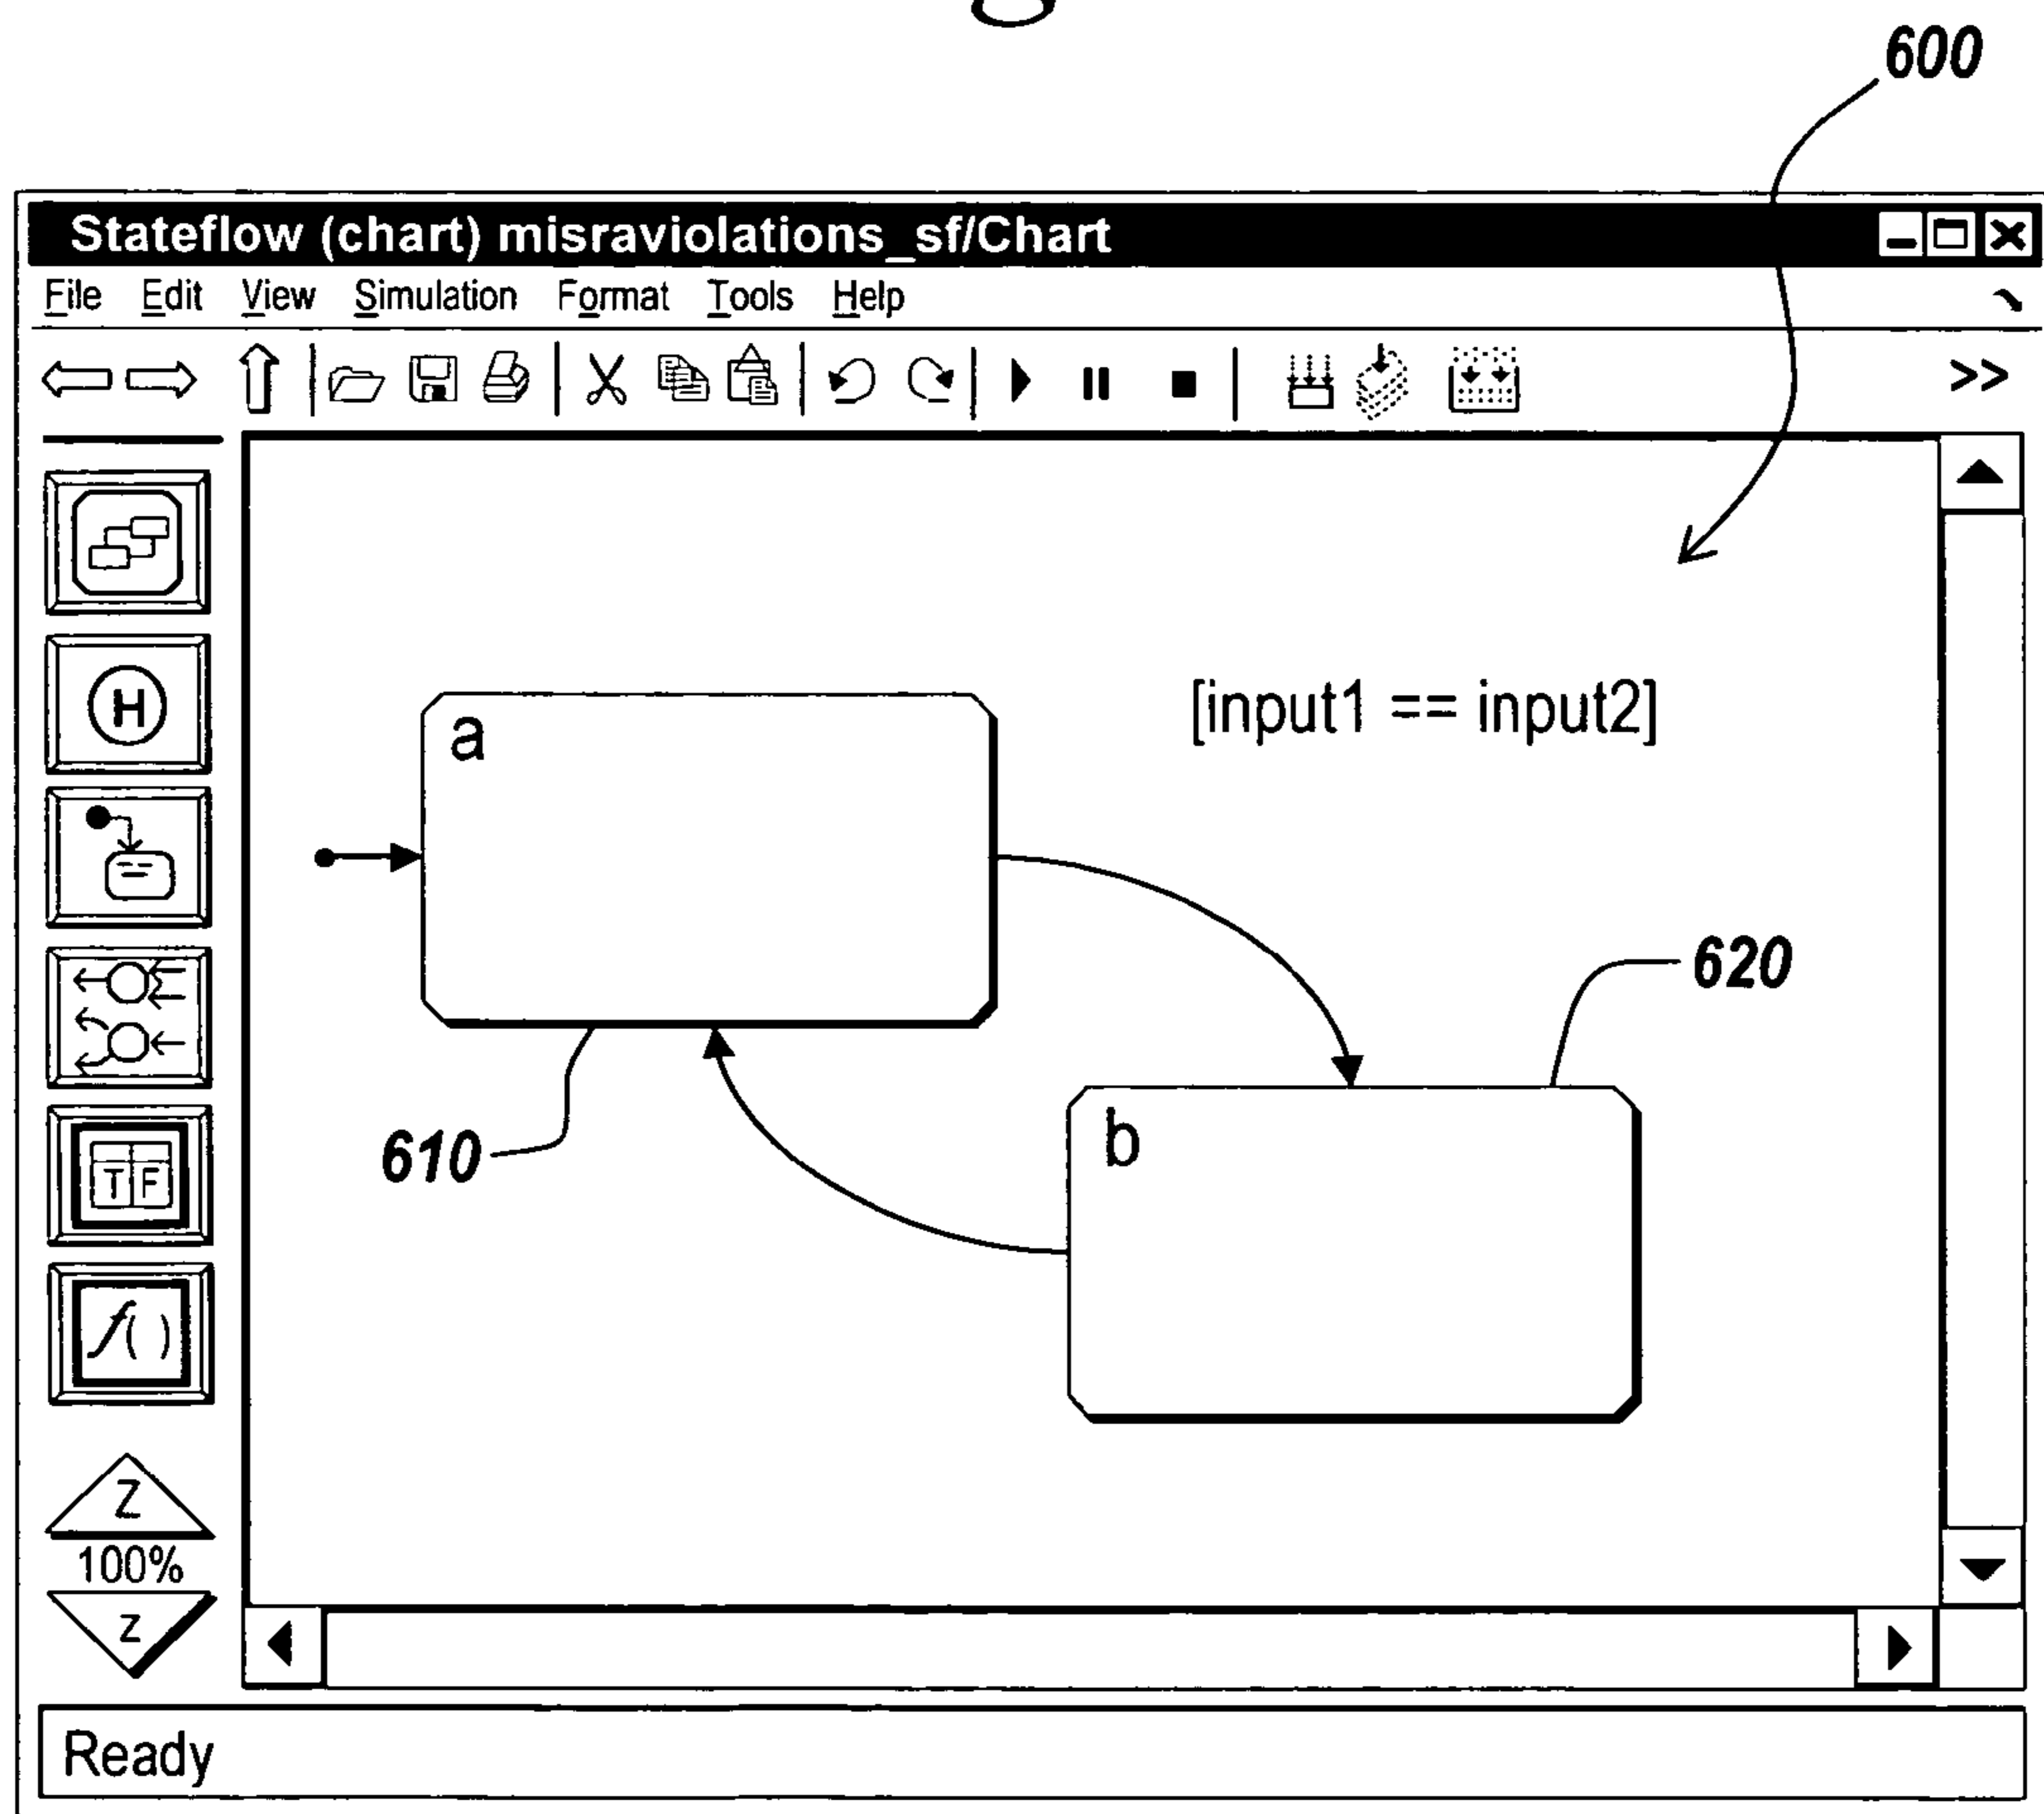 600
Stateflow (chart) misraviolations_sf/Chart
File Edit View Simulation Format Tools Help
>>
H
[input1 == input2]
a
620
610
b
T F
f( )
Z
100%
z
Ready